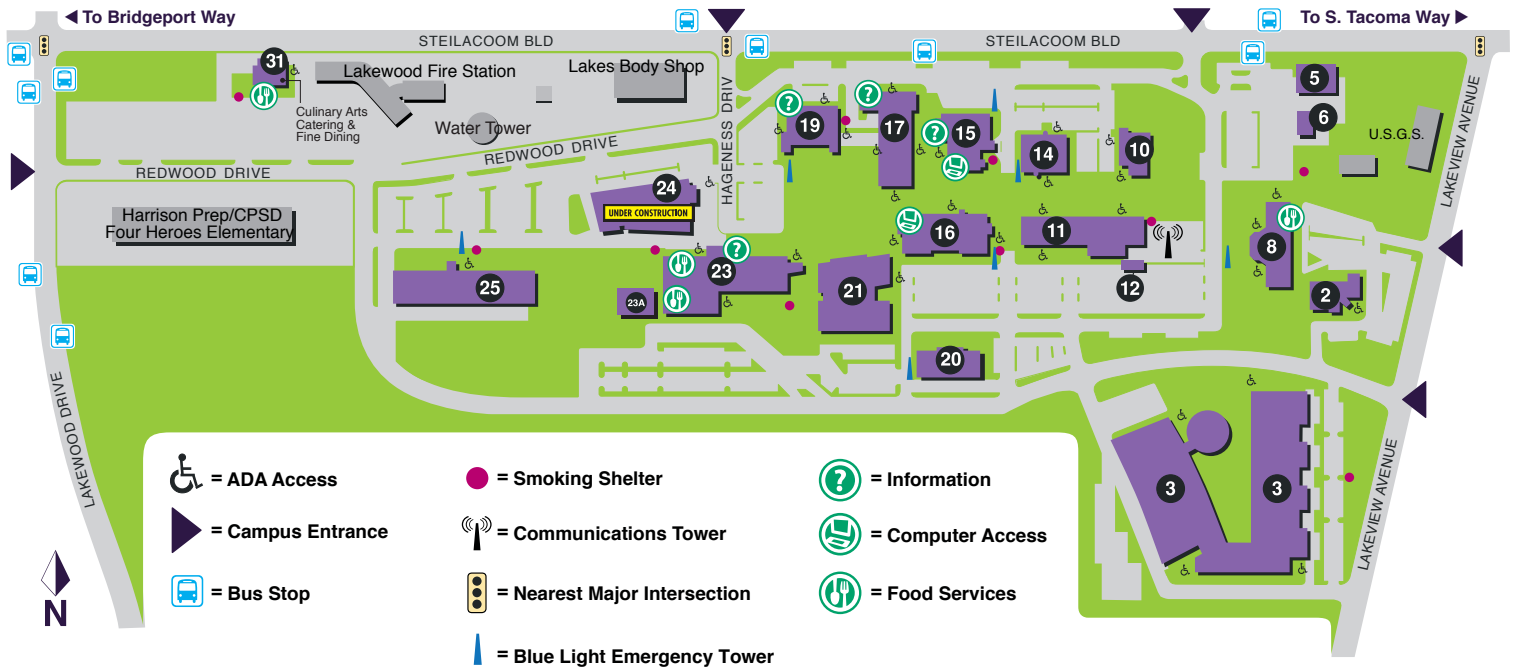 To Bridgeport Way
To S. Tacoma Way
STEILACOOM BLD
STEILACOOM BLD
31
Lakewood Fire Station
Lakes Body Shop
Culinary Arts
Catering &
Fine Dining
Water Tower
HAGENESS DRIV
REDWOOD DRIVE
REDWOOD DRIVE
19
17
15
14
10
5
6
U.S.G.S.
LAKEVIEW AVENUE
Harrison Prep/CPSD
Four Heroes Elementary
24
UNDER CONSTRUCTION
16
11
8
25
23
23A
21
12
2
20
LAKEWOOD DRIVE
3
3
LAKEVIEW AVENUE
= ADA Access
= Smoking Shelter
? = Information
= Campus Entrance
= Communications Tower
= Computer Access
N
= Bus Stop
= Nearest Major Intersection
= Food Services
= Blue Light Emergency Tower